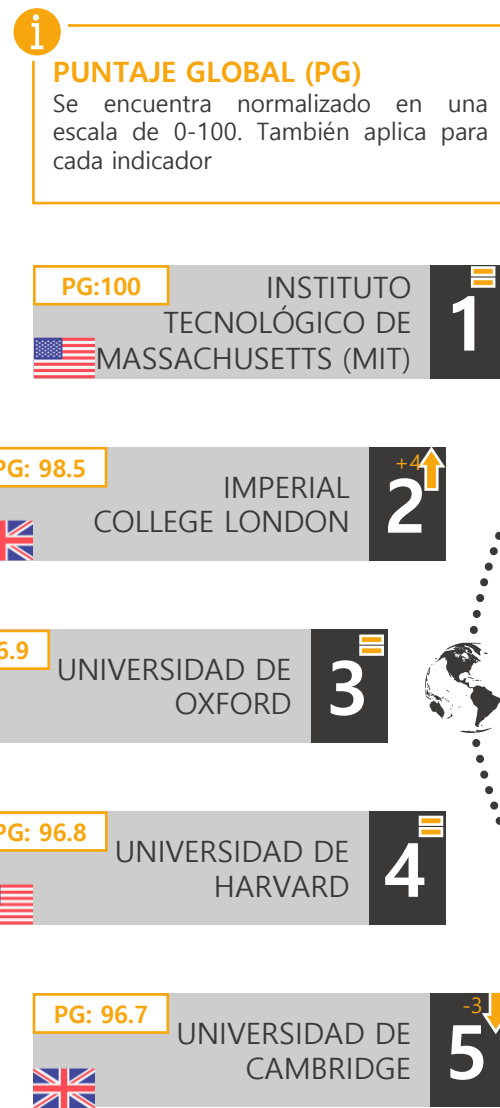 i
PUNTAJE GLOBAL (PG)
Se encuentra normalizado en una
escala de 0-100. También aplica para
cada indicador
PG:100
INSTITUTO
TECNOLÓGICO DE
MASSACHUSETTS (MIT)
1
PG: 98.5
IMPERIAL
COLLEGE LONDON
+4
2
6.9
UNIVERSIDAD DE
OXFORD
3
PG: 96.8
UNIVERSIDAD DE
HARVARD
4
PG: 96.7
UNIVERSIDAD DE
CAMBRIDGE
-3
5